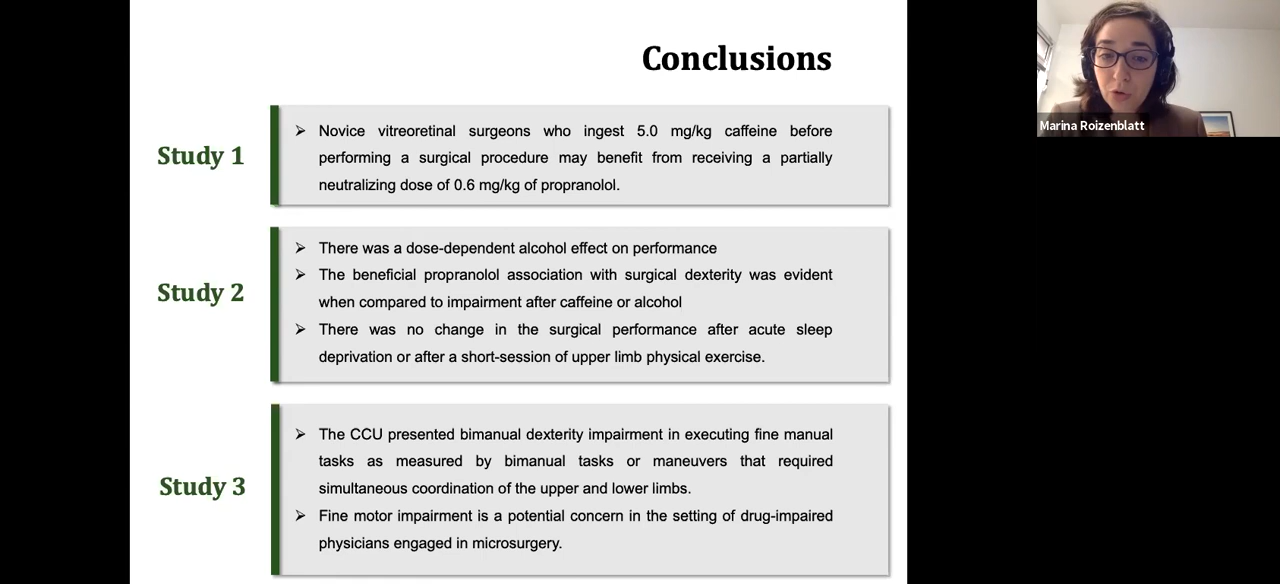 Conclusions
Study 1
➢ Novice vitreoretinal surgeons who ingest 5.0 mg/kg caffeine before
performing a surgical procedure may benefit from receiving a partially
neutralizing dose of 0.6 mg/kg of propranolol.
Study 2
➢ There was a dose-dependent alcohol effect on performance
➢ The beneficial propranolol association with surgical dexterity was evident
when compared to impairment after caffeine or alcohol
➢ There was no change in the surgical performance after acute sleep
deprivation or after a short-session of upper limb physical exercise.
Study 3
➢ The CCU presented bimanual dexterity impairment in executing fine manual
tasks as measured by bimanual tasks or maneuvers that required
simultaneous coordination of the upper and lower limbs.
➢ Fine motor impairment is a potential concern in the setting of drug-impaired
physicians engaged in microsurgery.
Marina Roizenblatt